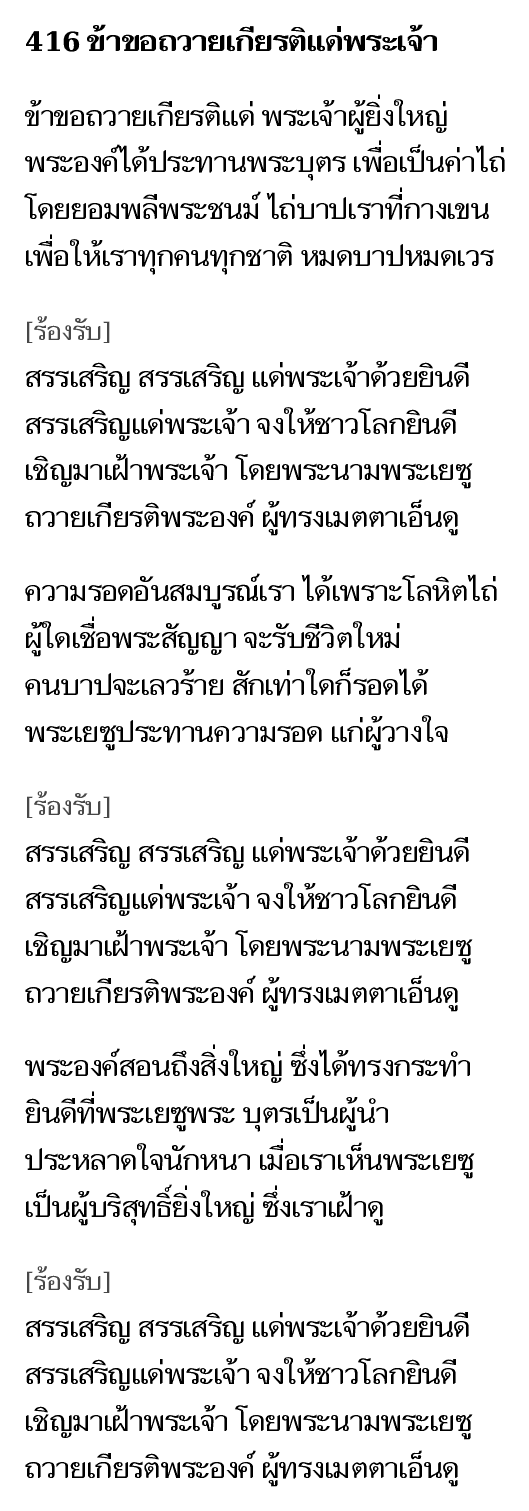 416 ข้าขอถวายเกียรติแด่พระเจ้า
ข้าขอถวายเกียรติแด่ พระเจ้าผู้ยิ่งใหญ่
พระองค์ได้ประทานพระบุตร เพื่อเป็นค่าไถ่
โดยยอมพลีพระชนม์ ไถ่บาปเราที่กางเขน
เพื่อให้เราทุกคนทุกชาติ หมดบาปหมดเวร
[ร้องรับ]
สรรเสริญ สรรเสริญ แด่พระเจ้าด้วยยินดี
สรรเสริญแด่พระเจ้า จงให้ชาวโลกยินดี
เชิญมาเฝ้าพระเจ้า โดยพระนามพระเยซู
ถวายเกียรติพระองค์ ผู้ทรงเมตตาเอ็นดู
ความรอดอันสมบูรณ์เรา ได้เพราะโลหิตไถ่
ผู้ใดเชื่อพระสัญญา จะรับชีวิตใหม่
คนบาปจะเลวร้าย สักเท่าใดก็รอดได้
พระเยซูประทานความรอด แก่ผู้วางใจ
[ร้องรับ]
สรรเสริญ สรรเสริญ แด่พระเจ้าด้วยยินดี
สรรเสริญแด่พระเจ้า จงให้ชาวโลกยินดี
เชิญมาเฝ้าพระเจ้า โดยพระนามพระเยซู
ถวายเกียรติพระองค์ ผู้ทรงเมตตาเอ็นดู
พระองค์สอนถึงสิ่งใหญ่ ซึ่งได้ทรงกระทำ
ยินดีที่พระเยซูพระ บุตรเป็นผู้นำ
ประหลาดใจนักหนา เมื่อเราเห็นพระเยซู
เป็นผู้บริสุทธิ์ยิ่งใหญ่ ซึ่งเราเฝ้าดู
[ร้องรับ]
สรรเสริญ สรรเสริญ แด่พระเจ้าด้วยยินดี
สรรเสริญแด่พระเจ้า จงให้ชาวโลกยินดี
เชิญมาเฝ้าพระเจ้า โดยพระนามพระเยซู
ถวายเกียรติพระองค์ ผู้ทรงเมตตาเอ็นดู